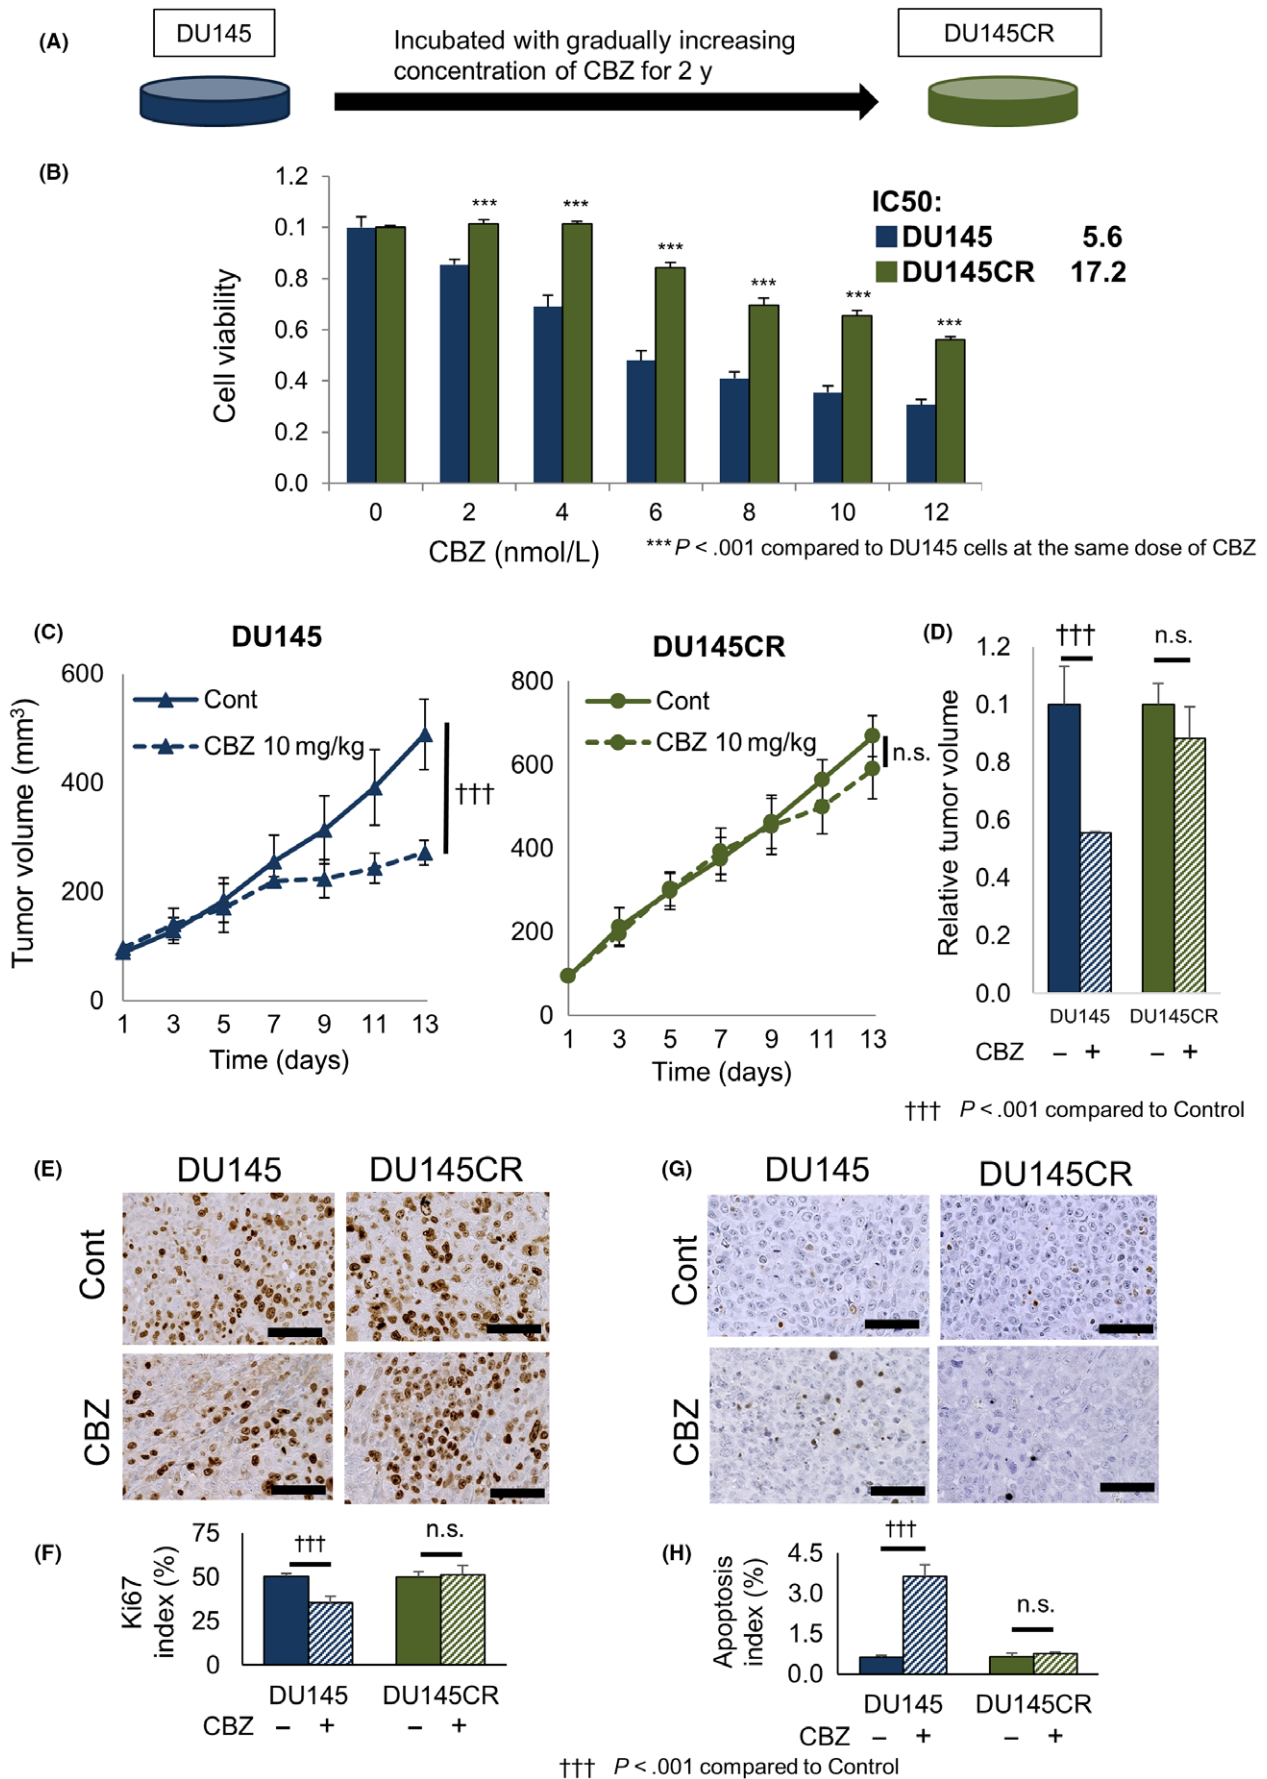 (A)
DU145
Incubated with gradually increasing
concentration of CBZ for 2 y
DU145CR
(B)
Cell viability
1.2
0.1
0.8
0.6
0.4
0.2
0.0
*** *** *** *** *** ***
IC50:
DU145 5.6
DU145CR 17.2
0 2 4 6 8 10 12
CBZ (nmol/L)
***P < .001 compared to DU145 cells at the same dose of CBZ
(C)
DU145
Tumor volume (mm3)
600
400
200
0
Cont
CBZ 10 mg/kg
†††
1 3 5 7 9 11 13
Time (days)
DU145CR
800
600
400
200
0
Cont
CBZ 10 mg/kg
n.s.
1 3 5 7 9 11 13
Time (days)
(D)
Relative tumor volume
1.2
0.1
0.8
0.6
0.4
0.2
0.0
††† n.s.
DU145 DU145CR
CBZ – + – +
††† P < .001 compared to Control
(E)
DU145 DU145CR
Cont
CBZ
(G)
DU145 DU145CR
Cont
CBZ
(F)
Ki67
index (%)
75
50
25
0
††† n.s.
DU145 DU145CR
CBZ – + – +
(H)
Apoptosis
index (%)
4.5
3.0
1.5
0.0
††† n.s.
DU145 DU145CR
CBZ – + – +
††† P < .001 compared to Control